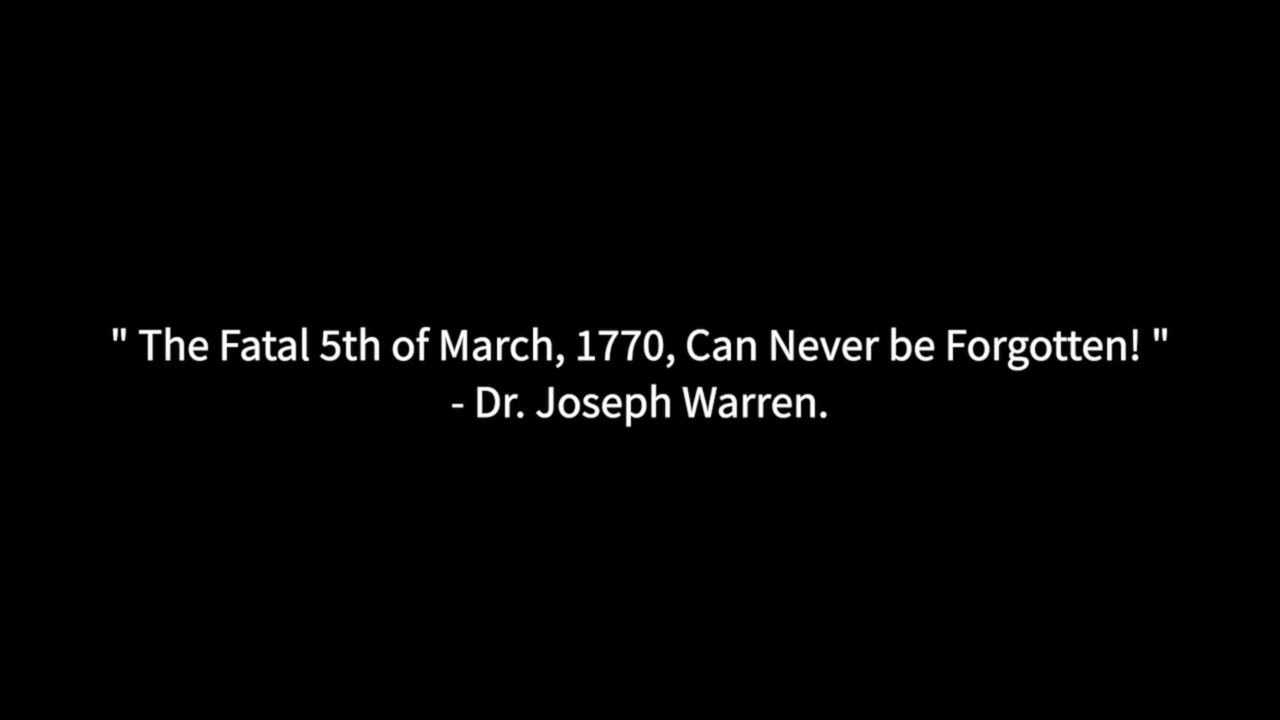 " The Fatal 5th of March, 1770, Can Never be Forgotten! "
- Dr. Joseph Warren.